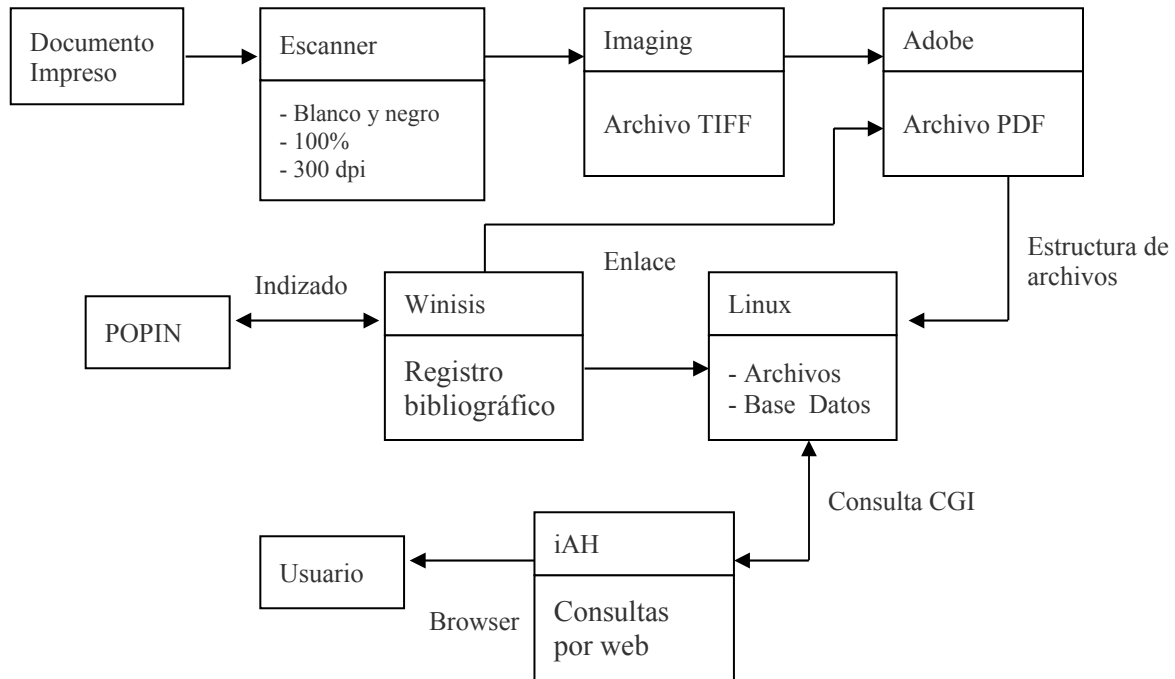 Documento
Impreso
Escanner
- Blanco y negro
- 100%
- 300 dpi
Imaging
Archivo TIFF
Adobe
Archivo PDF
Estructura de
archivos
Enlace
Indizado
POPIN
Winisis
Registro
bibliográfico
Linux
- Archivos
- Base Datos
Consulta CGI
iAH
Consultas
por web
Usuario
Browser